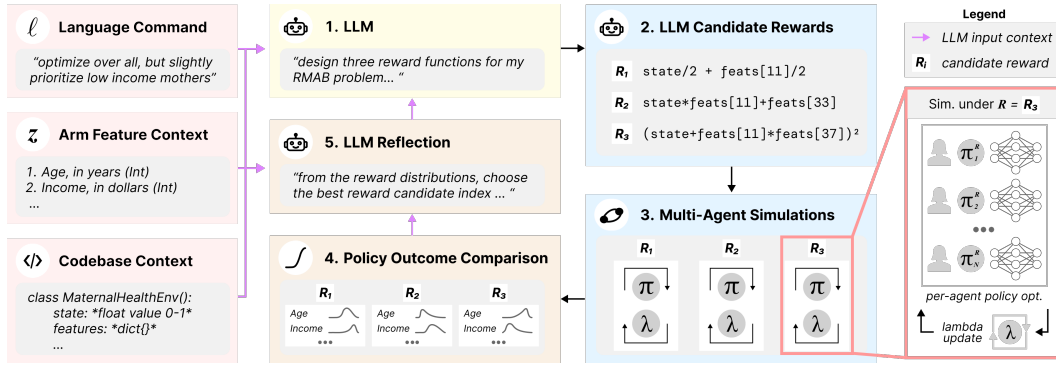 ℓ Language Command
“optimize over all, but slightly
prioritize low income mothers”
z Arm Feature Context
1. Age, in years (Int)
2. Income, in dollars (Int)
...
</> Codebase Context
class MaternalHealthEnv():
state: *float value 0-1*
features: *dict{}*
...
1. LLM
“design three reward functions for my
RMAB problem... “
5. LLM Reflection
“from the reward distributions, choose
the best reward candidate index ... “
4. Policy Outcome Comparison
R1 R2 R3
Age Age Age
Income Income Income
•••  •••  •••
2. LLM Candidate Rewards
R1 state/2 + feats[11]/2
R2 state*feats[11]+feats[33]
R3 (state+feats[11]*feats[37])²
3. Multi-Agent Simulations
R1 R2 R3
π π π
λ λ λ
Legend
LLM input context
Ri candidate reward
Sim. under R = R3
π1R
π2R
•••
πNR
per-agent policy opt.
lambda
update
λ